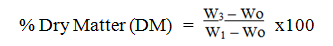 % Dry Matter (DM) = W₃ – Wo / W₁ – Wo x100